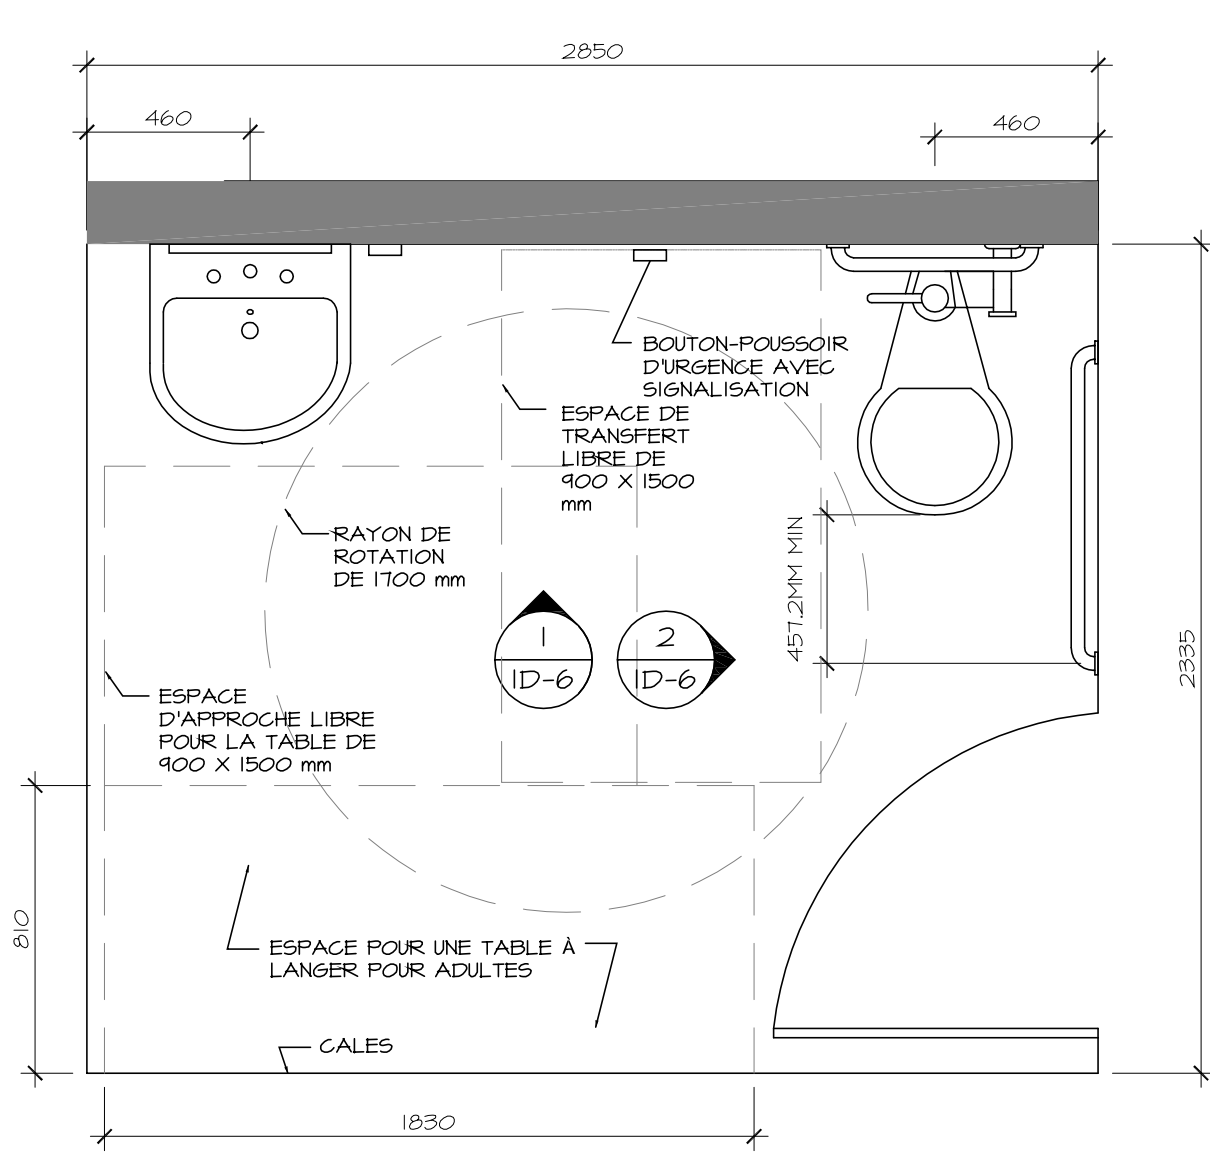 2850
460
460
BOUTON-POUSSOIR
D'URGENCE AVEC
SIGNALISATION
ESPACE DE
TRANSFERT
LIBRE DE
900 X 1500
mm
RAYON DE
ROTATION
DE 1700 mm
457.2MM MIN
1
ID-6
2
ID-6
2335
ESPACE
D'APPROCHE LIBRE
POUR LA TABLE DE
900 X 1500 mm
810
ESPACE POUR UNE TABLE À
LANGER POUR ADULTES
CALES
1830